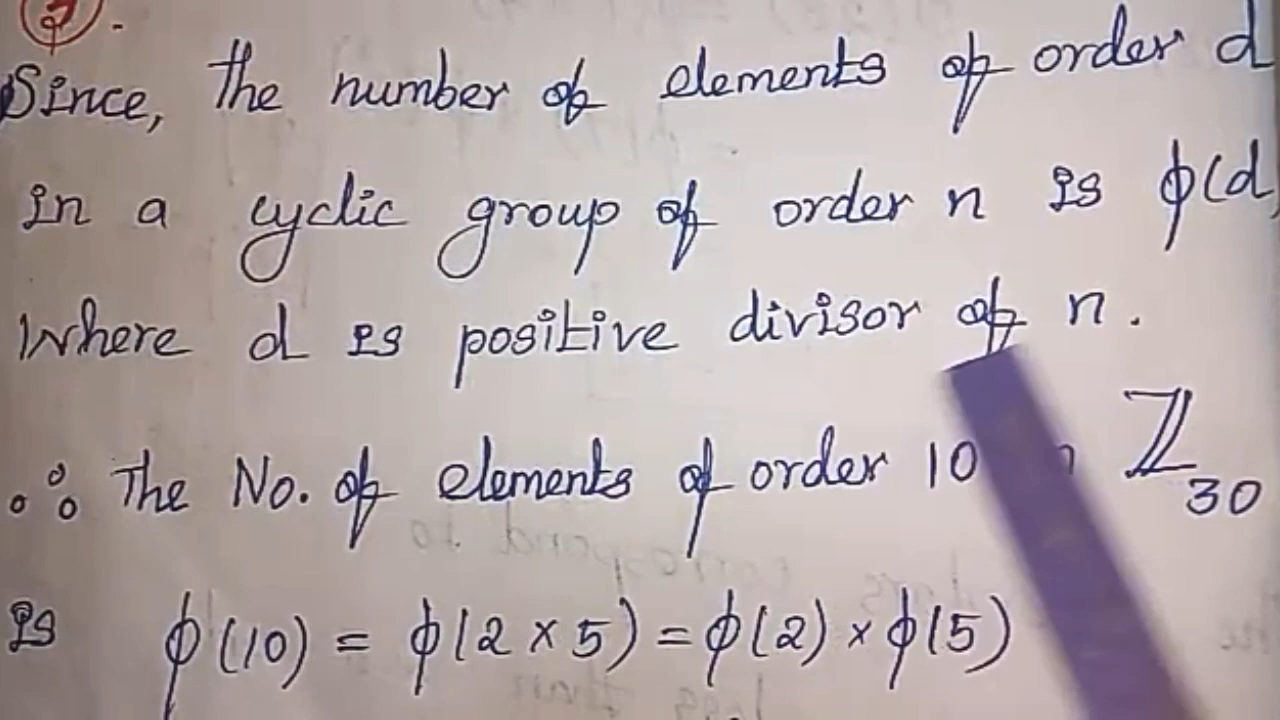 Since, the number of elements of order d
in a cyclic group of order n is ϕ(d
Where d is positive divisor of n.
∴ The No. of elements of order 10 ℤ₃₀
is ϕ(10) = ϕ(2 × 5) = ϕ(2) × ϕ(5)